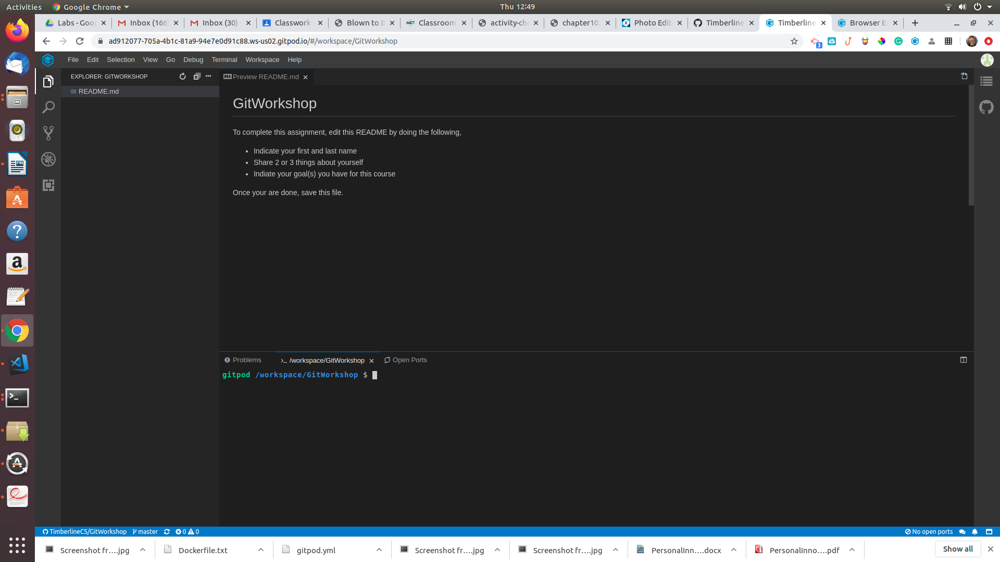 Activities Google Chrome Thu 12:49
Labs - Goog Inbox (166) Inbox (30) - Classwork Blown to B Classroom activity-che chapter10. Photo Edit Timberline Timberline Browser Ex
ad912077-705a-4b1c-81a9-94e7e0d91c88.ws-us02.gitpod.io/#/workspace/GitWorkshop
3
File Edit Selection View Go Debug Terminal Workspace Help
EXPLORER: GITWORKSHOP
README.md
Preview README.md
GitWorkshop
To complete this assignment, edit this README by doing the following,
• Indicate your first and last name
• Share 2 or 3 things about yourself
• Indiate your goal(s) you have for this course
Once your are done, save this file.
Problems >_ /workspace/GitWorkshop Open Ports
gitpod /workspace/GitWorkshop $
TimberlineCS/GitWorkshop master 0 0 No open ports
Screenshot fr....jpg Dockerfile.txt gitpod.yml Screenshot fr....jpg Screenshot fr....jpg PersonalInn....docx PersonalInno....pdf Show all